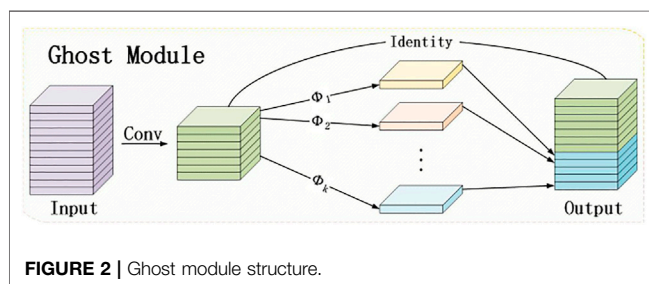 Ghost Module
Identity
Φ1
Φ2
Conv
Φk
Input
Output
FIGURE 2 | Ghost module structure.